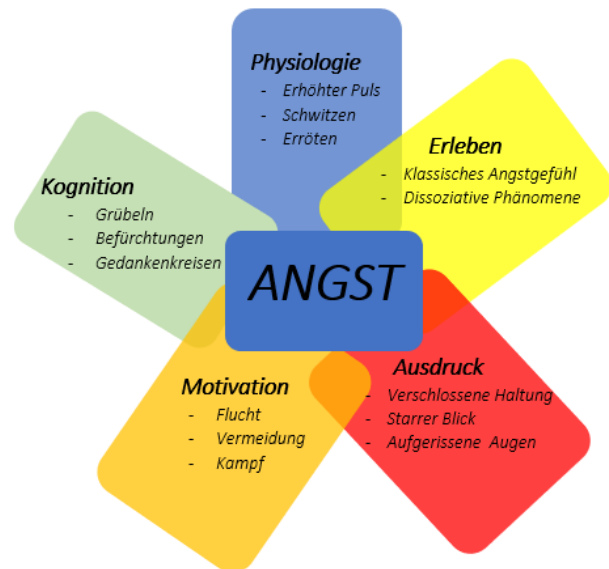 Physiologie
- Erhöhter Puls
- Schwitzen
- Erröten
Erleben
- Klassisches Angstgefühl
- Dissoziative Phänomene
Kognition
- Grübeln
- Befürchtungen
- Gedankenkreisen
ANGST
Motivation
- Flucht
- Vermeidung
- Kampf
Ausdruck
- Verschlossene Haltung
- Starrer Blick
- Aufgerissene Augen